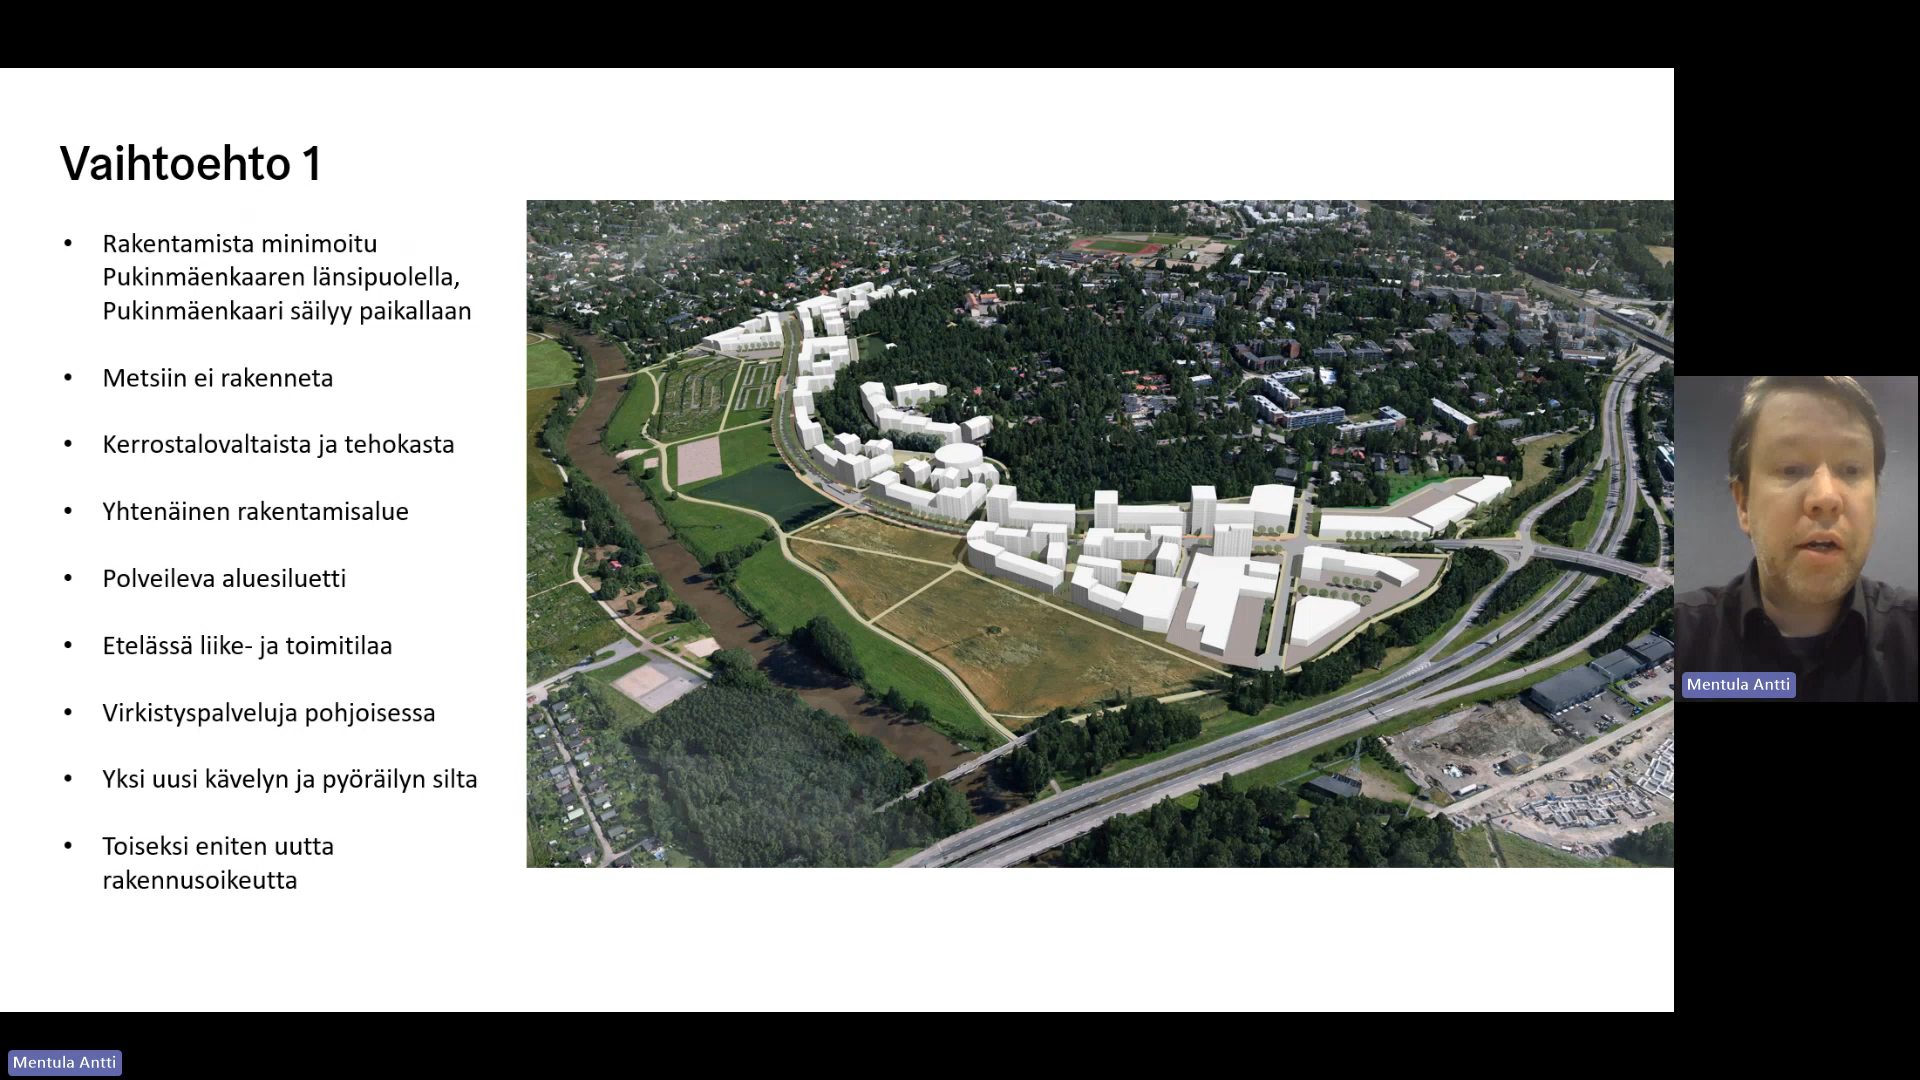 Vaihtoehto 1
• Rakentamista minimoitu
Pukinmäenkaaren länsipuolella,
Pukinmäenkaari säilyy paikallaan
• Metsiin ei rakenneta
• Kerrostalovaltaista ja tehokasta
• Yhtenäinen rakentamisalue
• Polveileva aluesiluetti
• Etelässä liike- ja toimitilaa
• Virkistyspalveluja pohjoisessa
• Yksi uusi kävelyn ja pyöräilyn silta
• Toiseksi eniten uutta
rakennusoikeutta
Mentula Antti
Mentula Antti